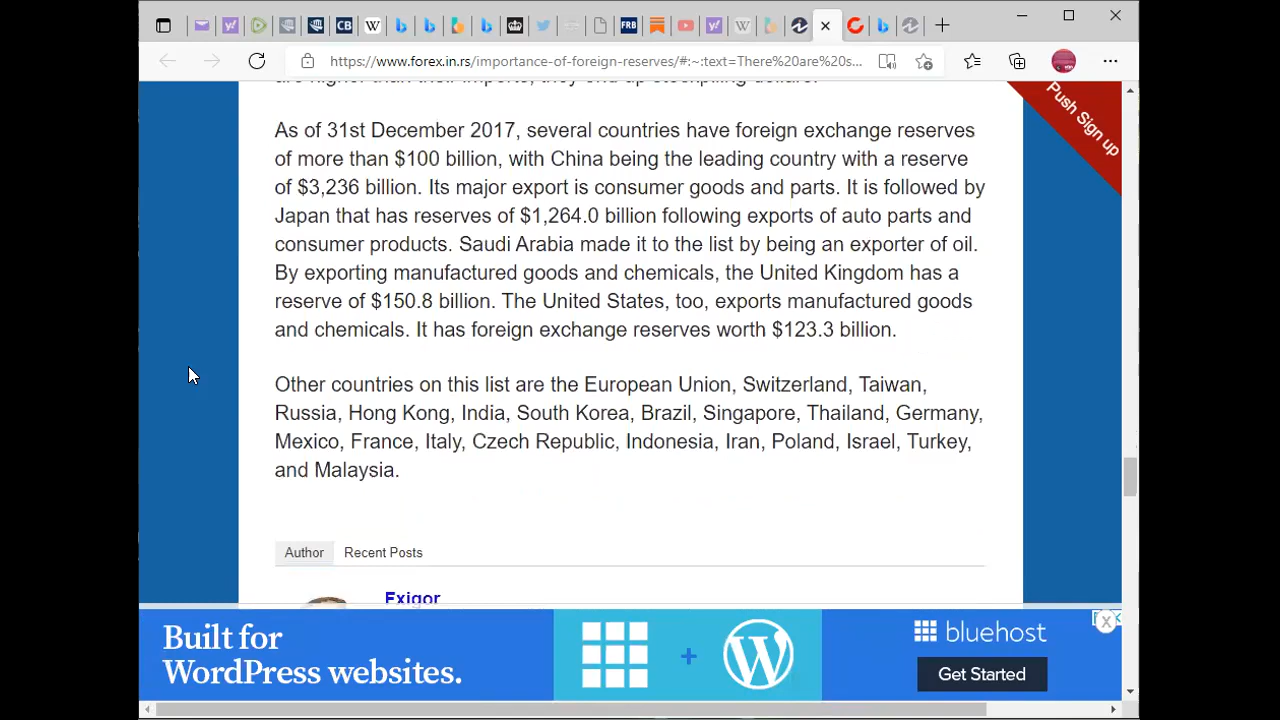 CB
W
FRB
https://www.forex.in.rs/importance-of-foreign-reserves/#:~:text=There%20are%20s...
Push Sign up
As of 31st December 2017, several countries have foreign exchange reserves
of more than $100 billion, with China being the leading country with a reserve
of $3,236 billion. Its major export is consumer goods and parts. It is followed by
Japan that has reserves of $1,264.0 billion following exports of auto parts and
consumer products. Saudi Arabia made it to the list by being an exporter of oil.
By exporting manufactured goods and chemicals, the United Kingdom has a
reserve of $150.8 billion. The United States, too, exports manufactured goods
and chemicals. It has foreign exchange reserves worth $123.3 billion.
Other countries on this list are the European Union, Switzerland, Taiwan,
Russia, Hong Kong, India, South Korea, Brazil, Singapore, Thailand, Germany,
Mexico, France, Italy, Czech Republic, Indonesia, Iran, Poland, Israel, Turkey,
and Malaysia.
Author Recent Posts
Exigor
Built for
WordPress websites.
+
bluehost
Get Started